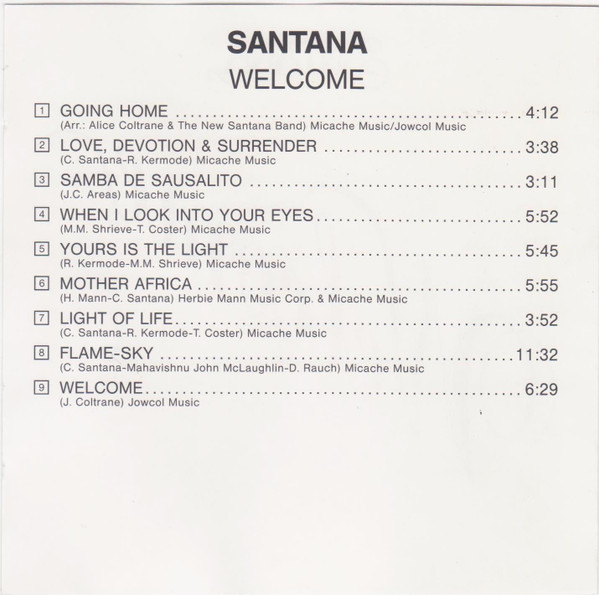 SANTANA
WELCOME
1 GOING HOME ........................................................ 4:12
(Arr.: Alice Coltrane & The New Santana Band) Micache Music/Jowcol Music
2 LOVE, DEVOTION & SURRENDER ............................... 3:38
(C. Santana-R. Kermode) Micache Music
3 SAMBA DE SAUSALITO .......................................... 3:11
(J.C. Areas) Micache Music
4 WHEN I LOOK INTO YOUR EYES................................ 5:52
(M.M. Shrieve-T. Coster) Micache Music
5 YOURS IS THE LIGHT ............................................ 5:45
(R. Kermode-M.M. Shrieve) Micache Music
6 MOTHER AFRICA .................................................. 5:55
(H. Mann-C. Santana) Herbie Mann Music Corp. & Micache Music
7 LIGHT OF LIFE..................................................... 3:52
(C. Santana-R. Kermode-T. Coster) Micache Music
8 FLAME-SKY ....................................................... 11:32
(C. Santana-Mahavishnu John McLaughlin-D. Rauch) Micache Music
9 WELCOME......................................................... 6:29
(J. Coltrane) Jowcol Music